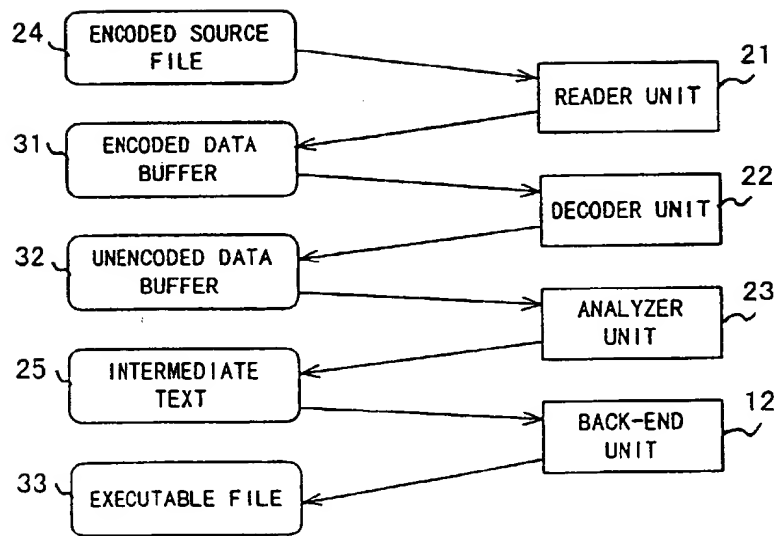 24
ENCODED SOURCE
FILE
21
READER UNIT
31
ENCODED DATA
BUFFER
22
DECODER UNIT
32
UNENCODED DATA
BUFFER
23
ANALYZER
UNIT
25
INTERMEDIATE
TEXT
12
BACK-END
UNIT
33
EXECUTABLE FILE